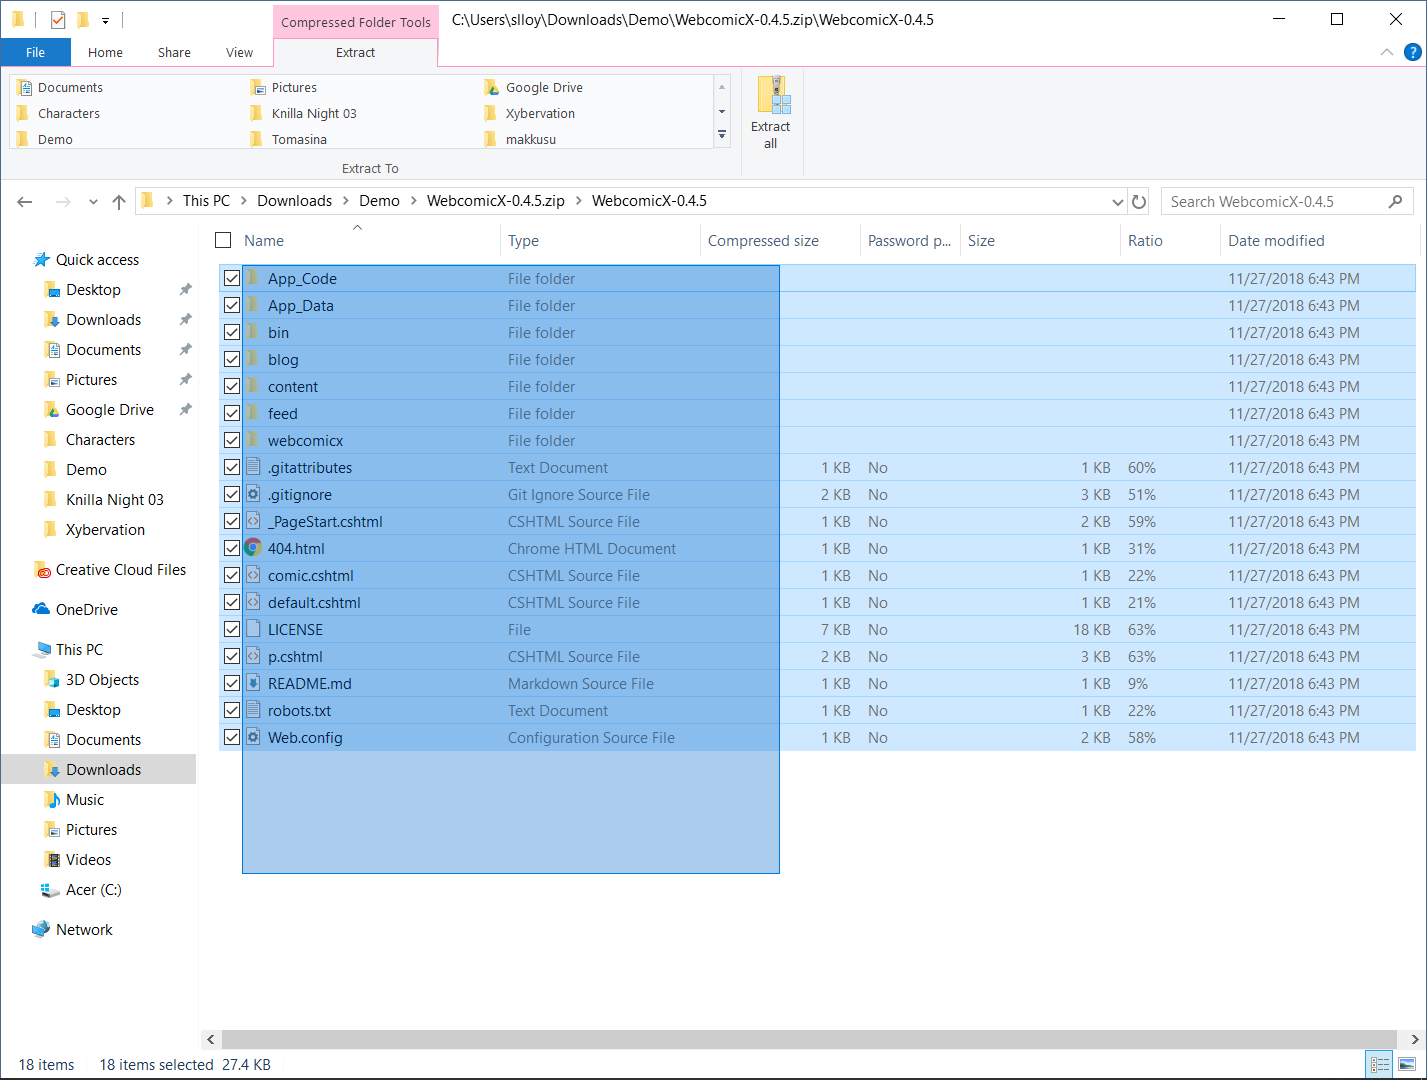 Compressed Folder Tools C:\Users\slloy\Downloads\Demo\WebcomicX-0.4.5.zip\WebcomicX-0.4.5
File Home Share View Extract
?
Documents Pictures Google Drive
Characters Knilla Night 03 Xybervation
Demo Tomasina makkusu
Extract all
Extract To
This PC > Downloads > Demo > WebcomicX-0.4.5.zip > WebcomicX-0.4.5
Search WebcomicX-0.4.5
Quick access
Desktop
Downloads
Documents
Pictures
Google Drive
Characters
Demo
Knilla Night 03
Xybervation
Creative Cloud Files
OneDrive
This PC
3D Objects
Desktop
Documents
Downloads
Music
Pictures
Videos
Acer (C:)
Network
Name Type Compressed size Password p... Size Ratio Date modified
App_Code File folder 11/27/2018 6:43 PM
App_Data File folder 11/27/2018 6:43 PM
bin File folder 11/27/2018 6:43 PM
blog File folder 11/27/2018 6:43 PM
content File folder 11/27/2018 6:43 PM
feed File folder 11/27/2018 6:43 PM
webcomicx File folder 11/27/2018 6:43 PM
.gitattributes Text Document 1 KB No 1 KB 60% 11/27/2018 6:43 PM
.gitignore Git Ignore Source File 2 KB No 3 KB 51% 11/27/2018 6:43 PM
_PageStart.cshtml CSHTML Source File 1 KB No 2 KB 59% 11/27/2018 6:43 PM
404.html Chrome HTML Document 1 KB No 1 KB 31% 11/27/2018 6:43 PM
comic.cshtml CSHTML Source File 1 KB No 1 KB 22% 11/27/2018 6:43 PM
default.cshtml CSHTML Source File 1 KB No 1 KB 21% 11/27/2018 6:43 PM
LICENSE File 7 KB No 18 KB 63% 11/27/2018 6:43 PM
p.cshtml CSHTML Source File 2 KB No 3 KB 63% 11/27/2018 6:43 PM
README.md Markdown Source File 1 KB No 1 KB 9% 11/27/2018 6:43 PM
robots.txt Text Document 1 KB No 1 KB 22% 11/27/2018 6:43 PM
Web.config Configuration Source File 1 KB No 2 KB 58% 11/27/2018 6:43 PM
18 items 18 items selected 27.4 KB